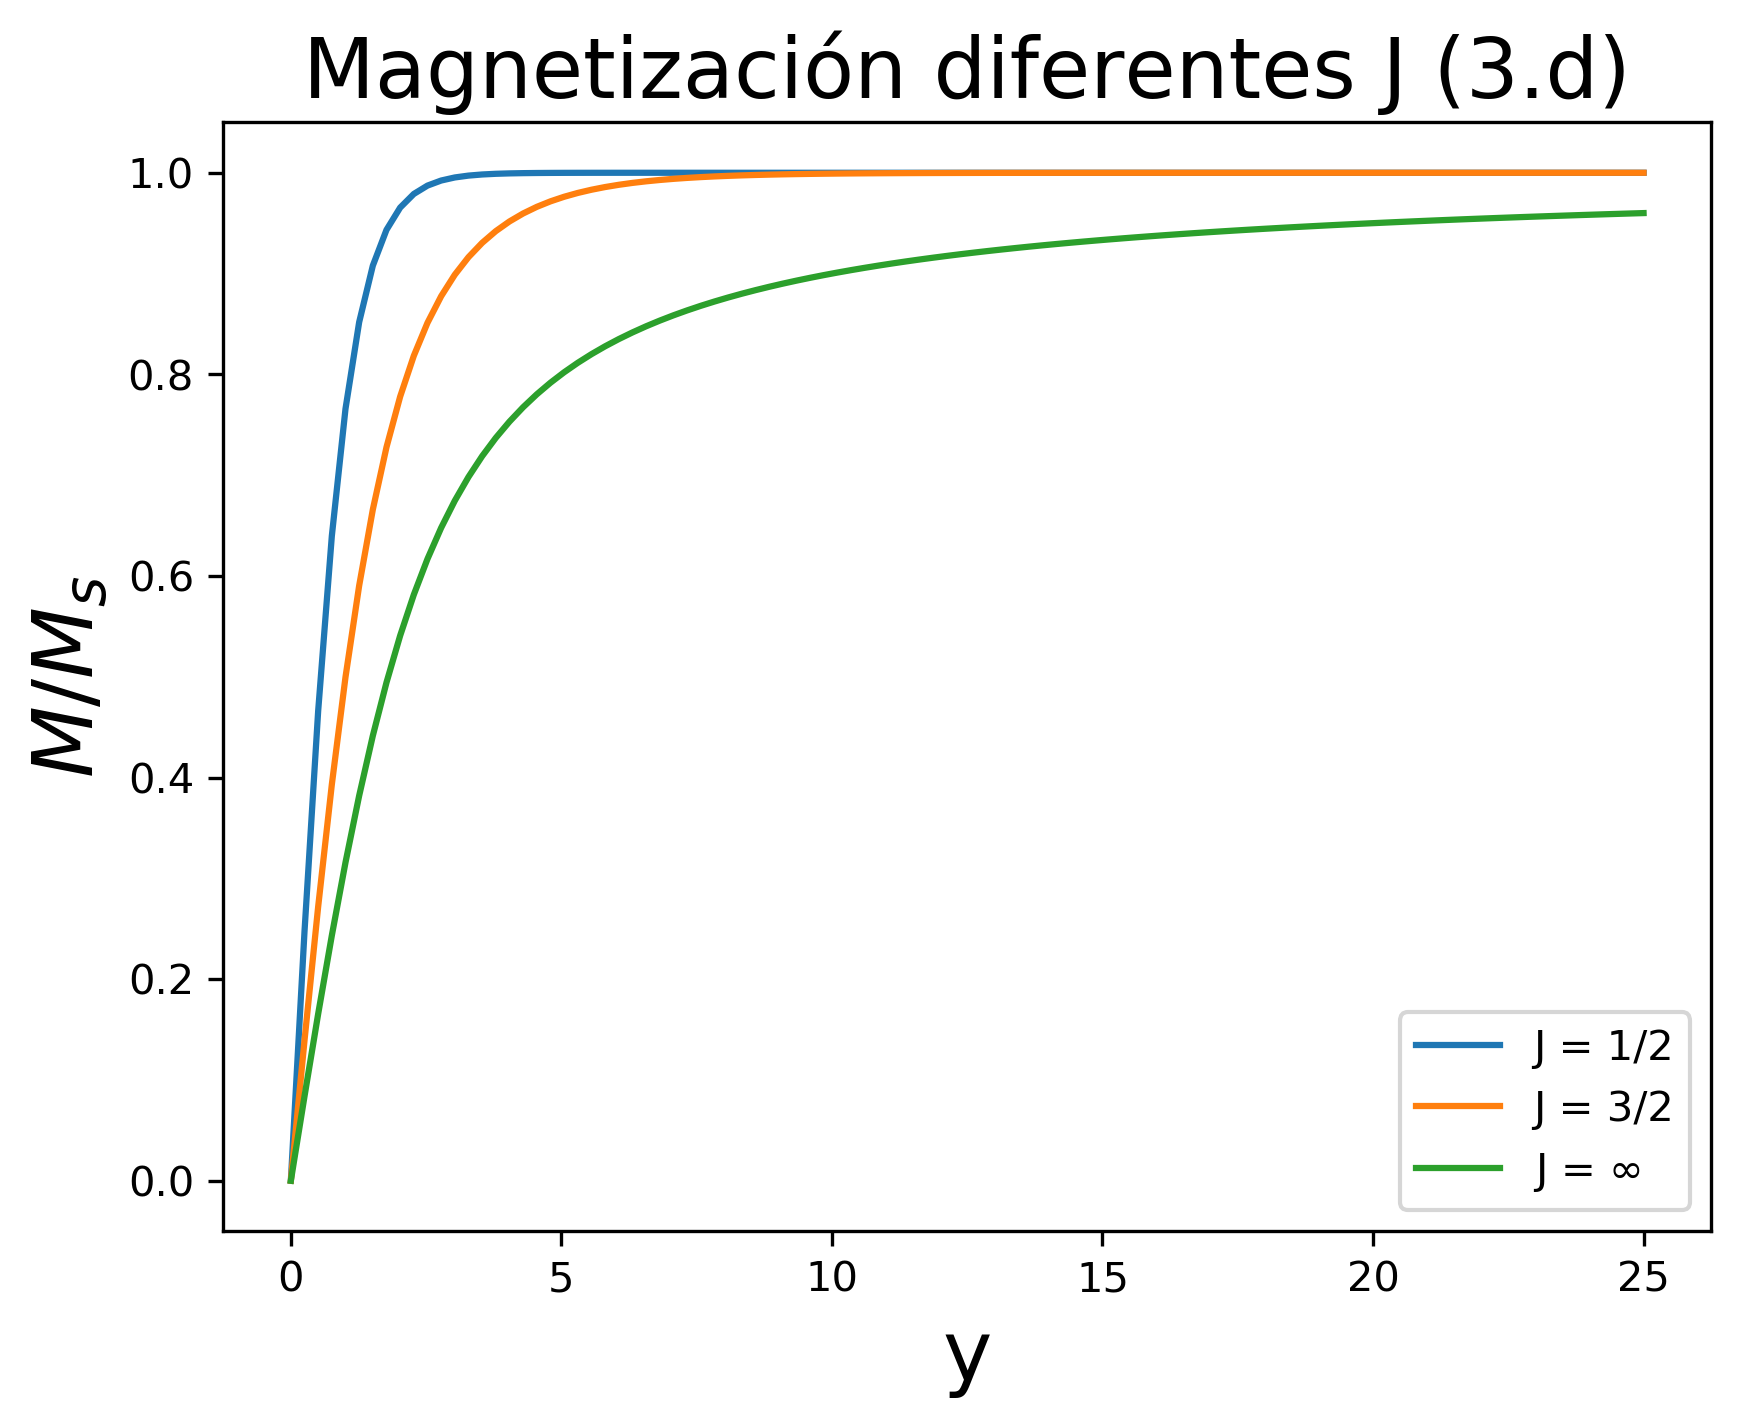 Magnetización diferentes J (3.d)
M/Ms
1.0
0.8
0.6
0.4
0.2
0.0
0 5 10 15 20 25
y
J = 1/2
J = 3/2
J = ∞